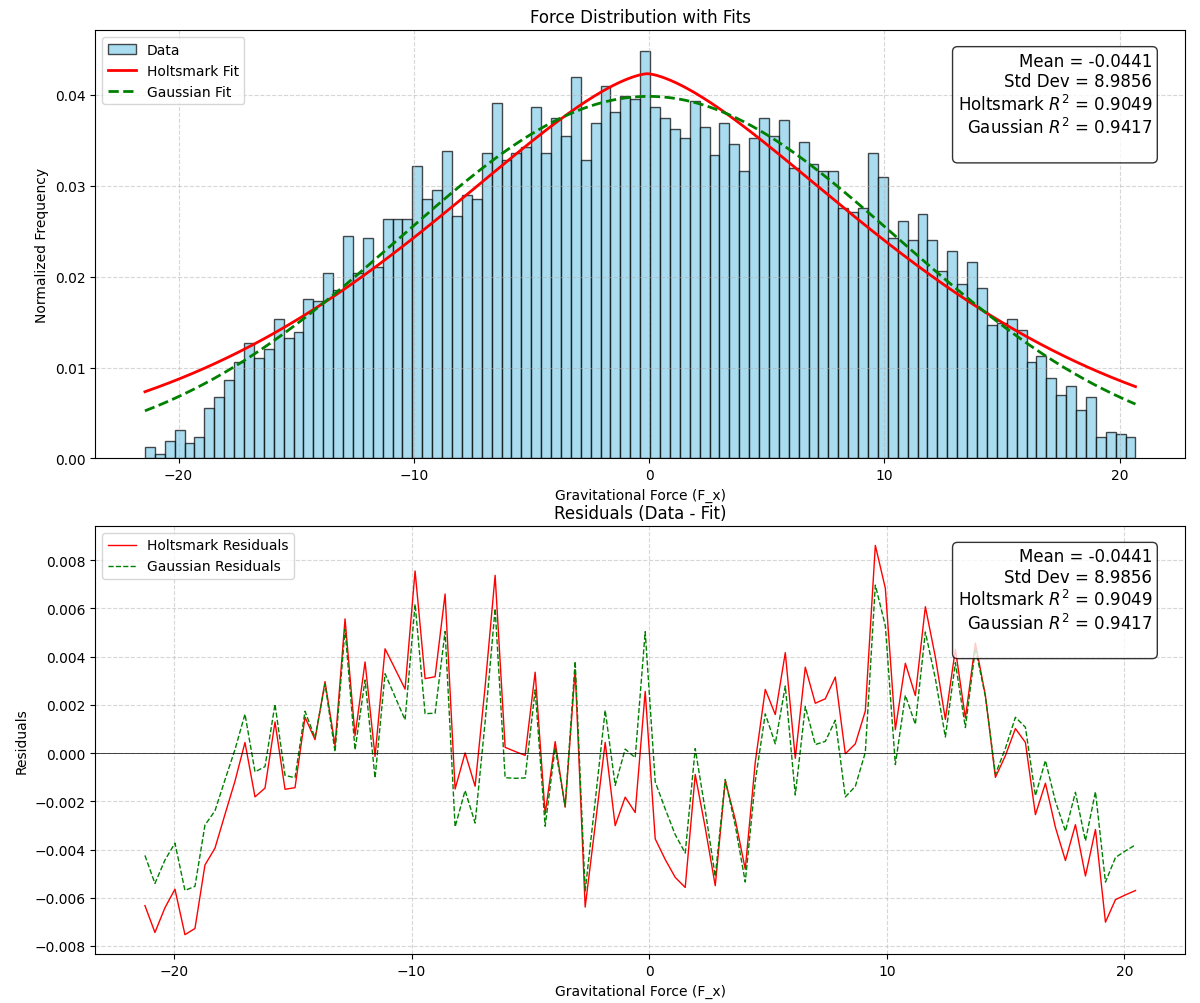 Force Distribution with Fits
Data
Holtsmark Fit
Gaussian Fit
Mean = -0.0441
Std Dev = 8.9856
Holtsmark R² = 0.9049
Gaussian R² = 0.9417
Normalized Frequency
0.04
0.03
0.02
0.01
0.00
−20
−10
0
10
20
Gravitational Force (F_x)
Residuals (Data - Fit)
Holtsmark Residuals
Gaussian Residuals
Mean = -0.0441
Std Dev = 8.9856
Holtsmark R² = 0.9049
Gaussian R² = 0.9417
Residuals
0.008
0.006
0.004
0.002
0.000
−0.002
−0.004
−0.006
−0.008
−20
−10
0
10
20
Gravitational Force (F_x)